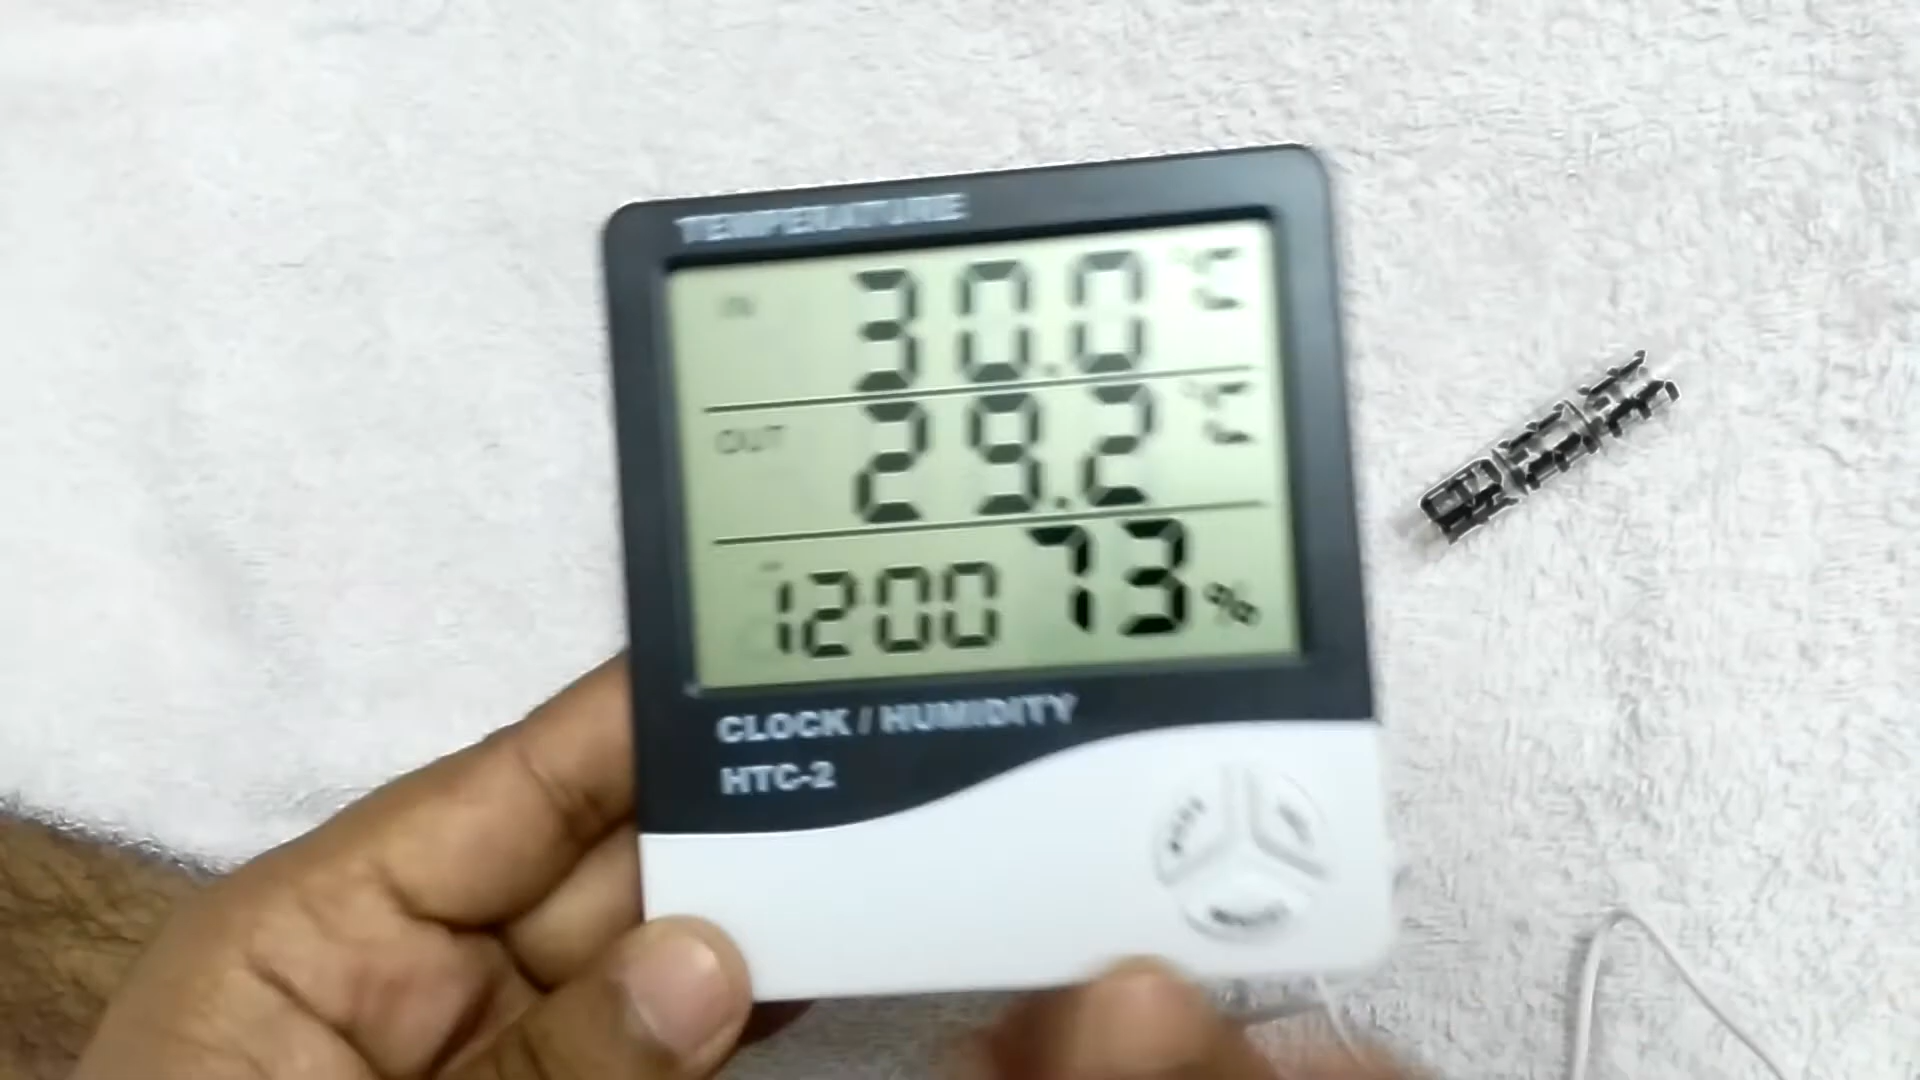 TEMPERATURE
IN 30.0 °C
OUT 29.2 °C
1200 73 %
CLOCK / HUMIDITY
HTC-2